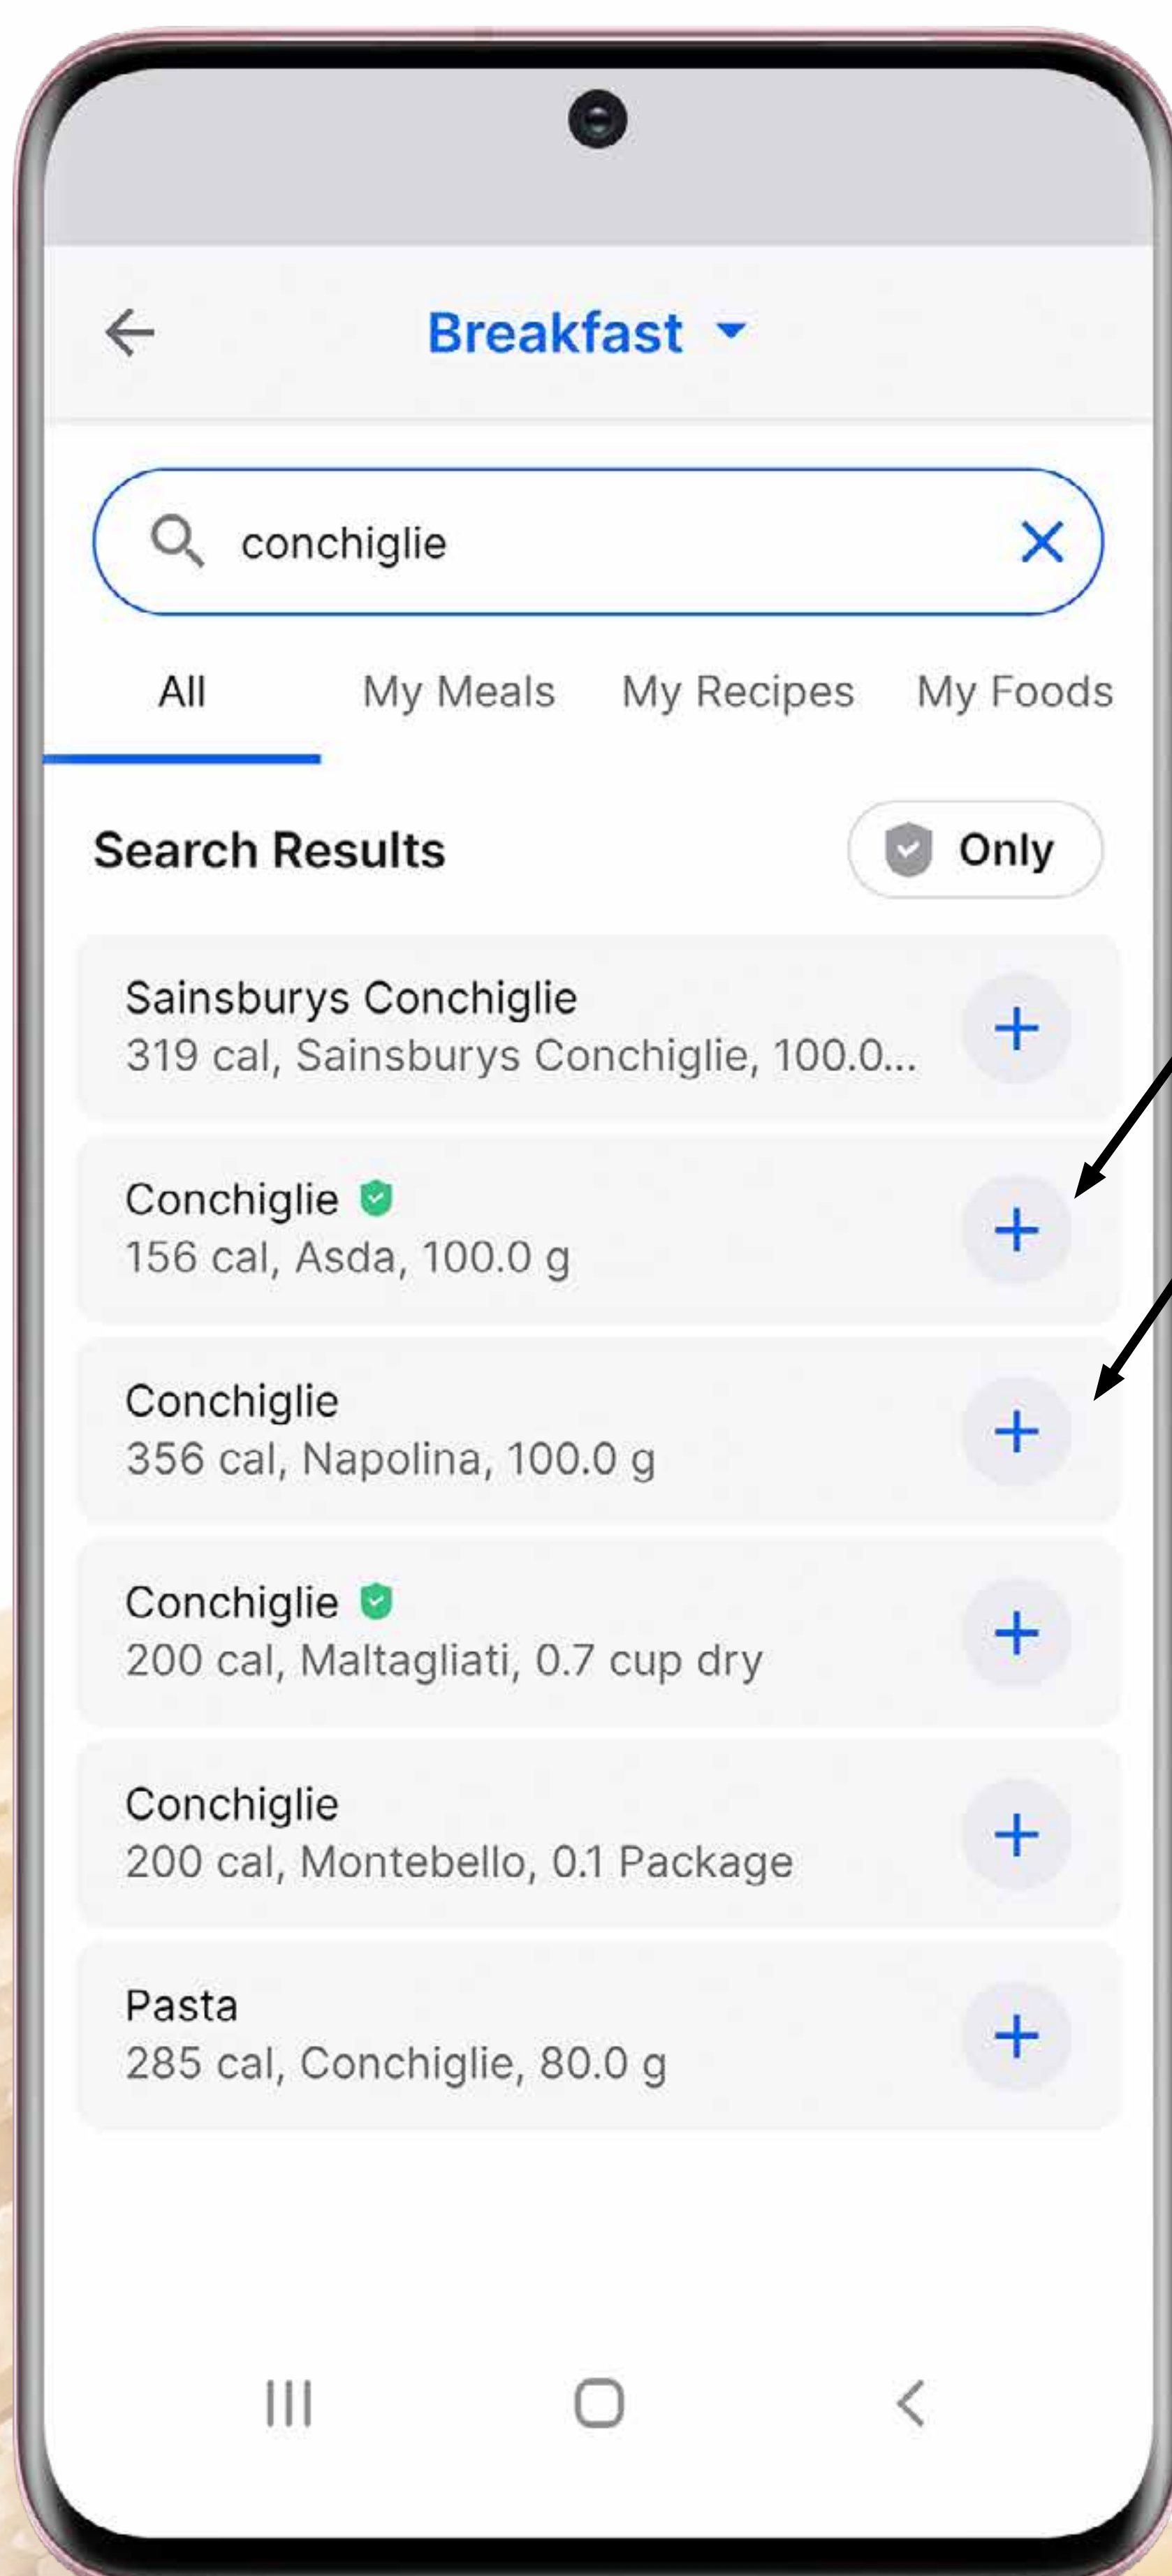 Breakfast
conchiglie
All My Meals My Recipes My Foods
Search Results Only
Sainsburys Conchiglie
319 cal, Sainsburys Conchiglie, 100.0...
Conchiglie
156 cal, Asda, 100.0 g
Conchiglie
356 cal, Napolina, 100.0 g
Conchiglie
200 cal, Maltagliati, 0.7 cup dry
Conchiglie
200 cal, Montebello, 0.1 Package
Pasta
285 cal, Conchiglie, 80.0 g